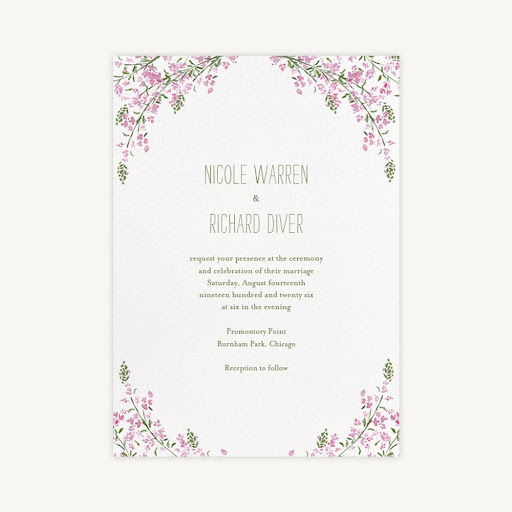 NICOLE WARREN
&
RICHARD DIVER
request your presence at the ceremony
and celebration of their marriage
Saturday, August fourteenth
nineteen hundred and twenty six
at six in the evening
Promontory Point
Burnham Park, Chicago
Reception to follow